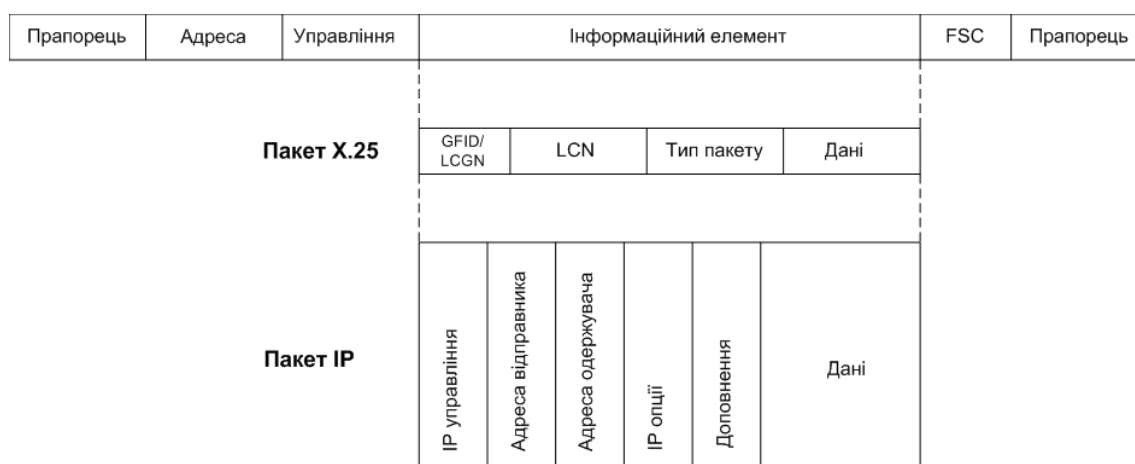 Прапорець Адреса Управління Інформаційний елемент FSC Прапорець
Пакет X.25
GFID/
LCGN
LCN Тип пакету Дані
Пакет IP
IP управління
Адреса відправника
Адреса одержувача
IP опції
Доповнення
Дані